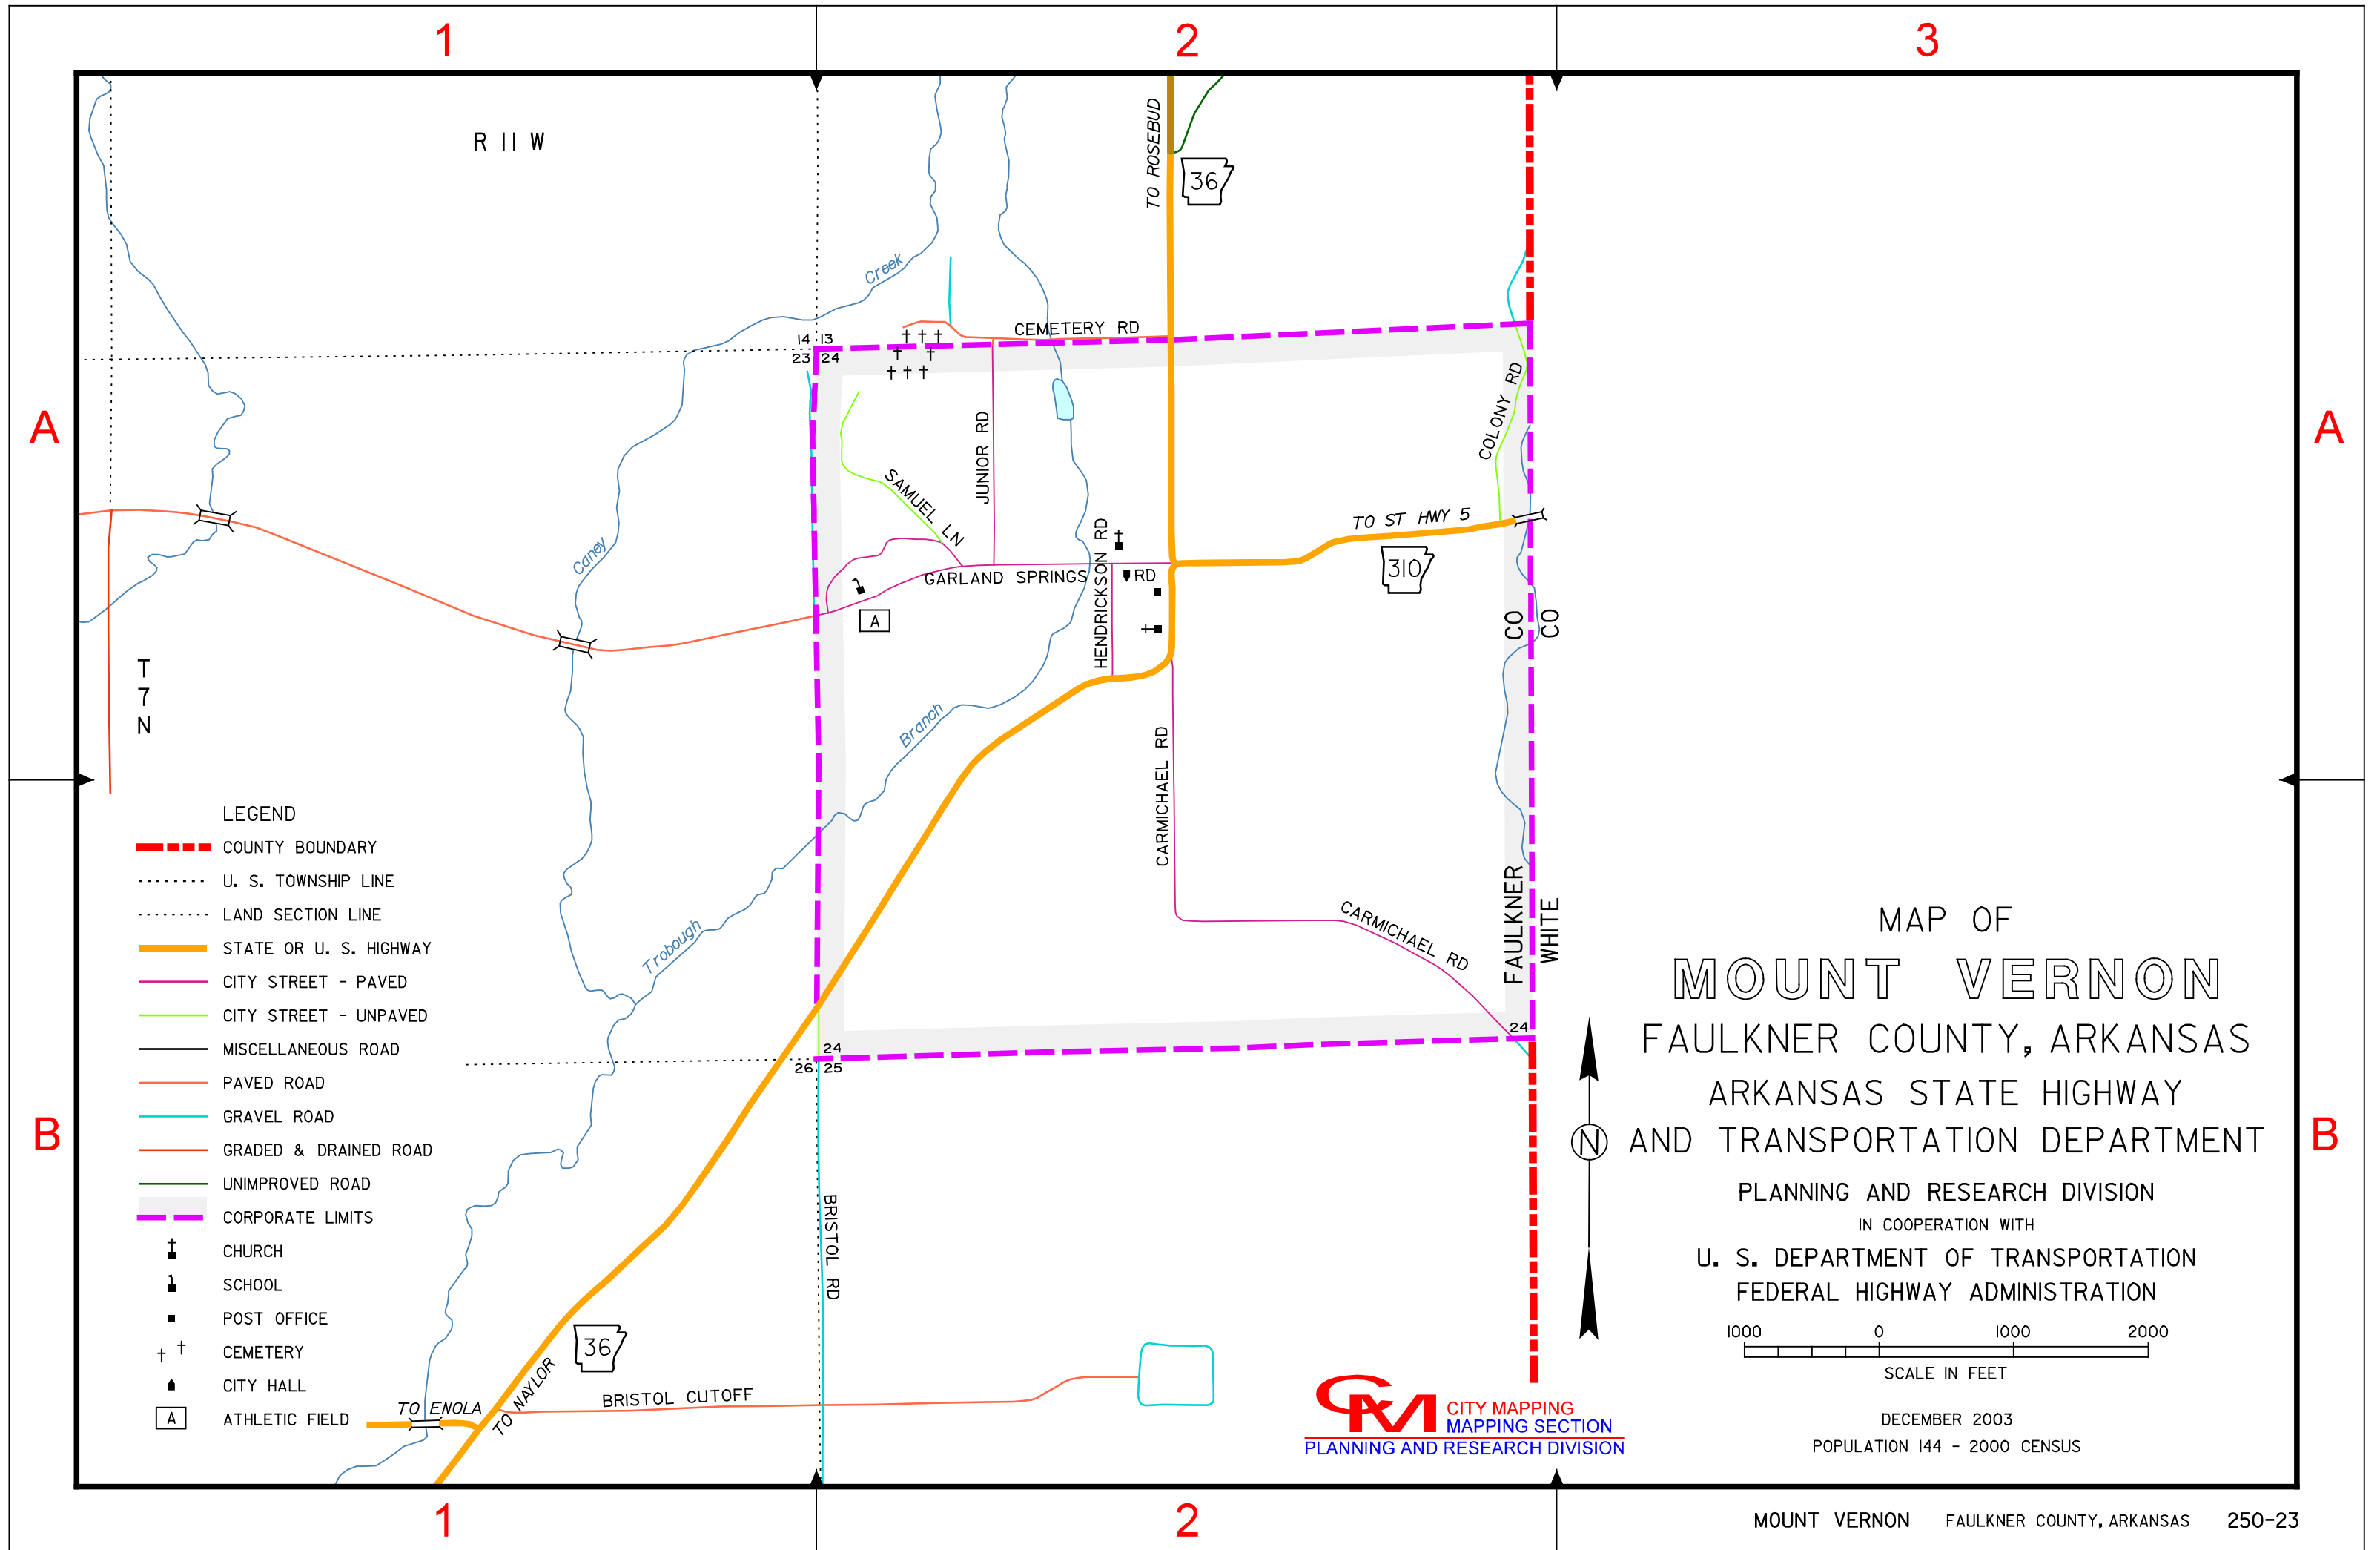 1
2
3
R 11 W
TO ROSEBUD
36
Creek
CEMETERY RD
14 13
23 24
A
A
JUNIOR RD
COLONY RD
SAMUEL LN
TO ST HWY 5
310
HENDRICKSON RD
Caney
GARLAND SPRINGS RD
A
CO
CO
T
7
N
Branch
CARMICHAEL RD
LEGEND
COUNTY BOUNDARY
U. S. TOWNSHIP LINE
LAND SECTION LINE
STATE OR U. S. HIGHWAY
CITY STREET - PAVED
CITY STREET - UNPAVED
MISCELLANEOUS ROAD
PAVED ROAD
GRAVEL ROAD
GRADED & DRAINED ROAD
UNIMPROVED ROAD
CORPORATE LIMITS
CHURCH
SCHOOL
POST OFFICE
CEMETERY
CITY HALL
A ATHLETIC FIELD
Trobough
CARMICHAEL RD
FAULKNER
WHITE
24
24
26 25
B
B
BRISTOL RD
36
TO ENOLA
TO NAYLOR
BRISTOL CUTOFF
MAP OF
MOUNT VERNON
FAULKNER COUNTY, ARKANSAS
ARKANSAS STATE HIGHWAY
AND TRANSPORTATION DEPARTMENT
N
PLANNING AND RESEARCH DIVISION
IN COOPERATION WITH
U. S. DEPARTMENT OF TRANSPORTATION
FEDERAL HIGHWAY ADMINISTRATION
1000 0 1000 2000
SCALE IN FEET
DECEMBER 2003
POPULATION 144 - 2000 CENSUS
CM
CITY MAPPING
MAPPING SECTION
PLANNING AND RESEARCH DIVISION
1
2
MOUNT VERNON FAULKNER COUNTY, ARKANSAS 250-23